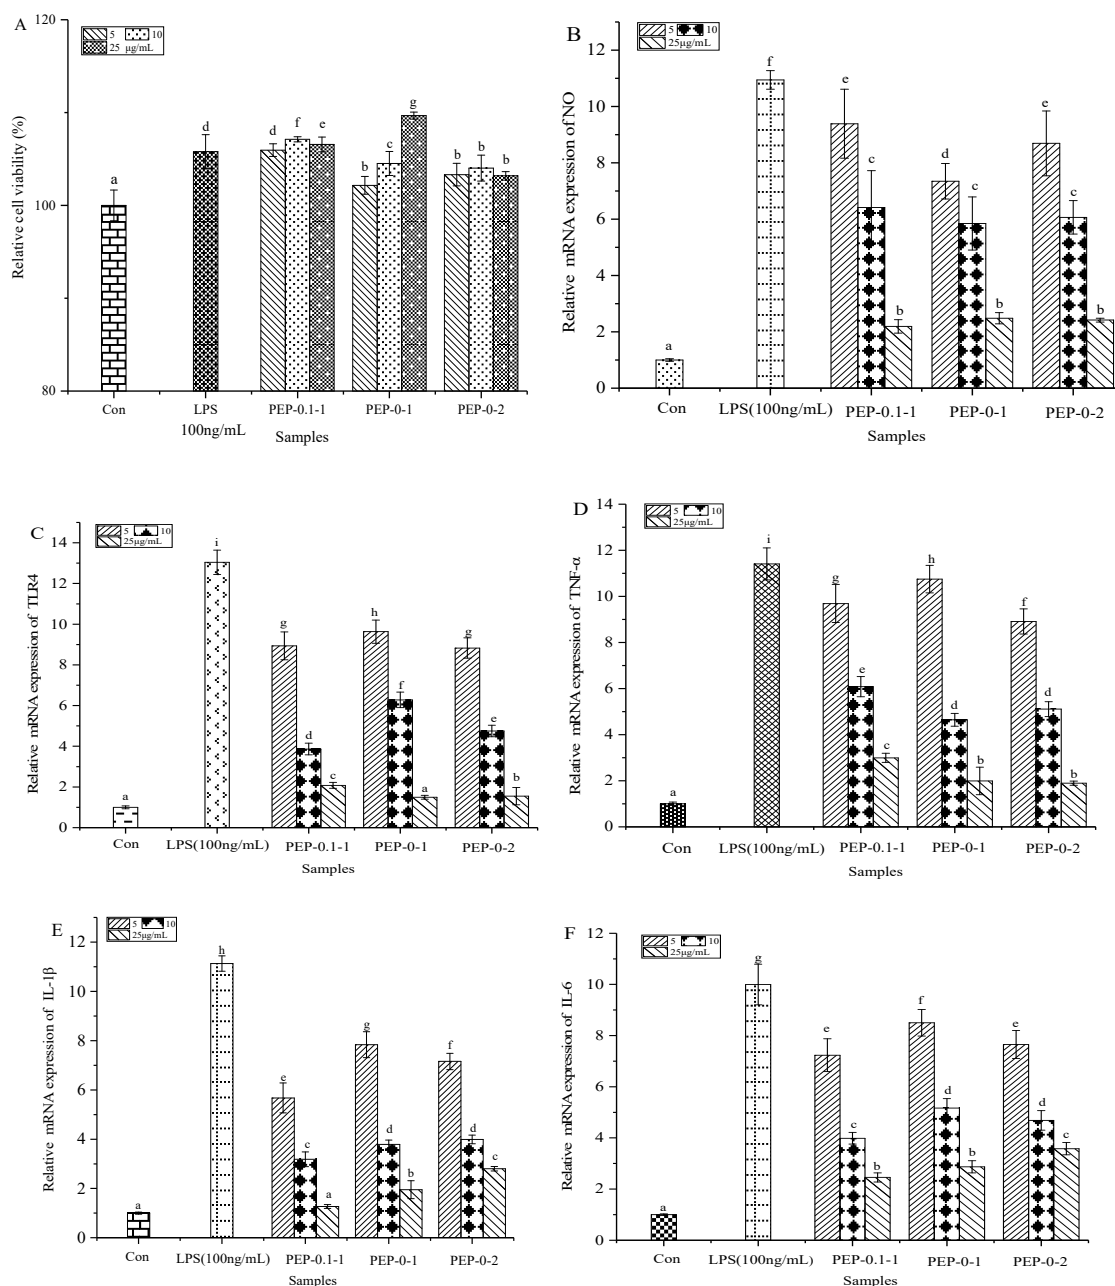 A
5 10
25 μg/mL
120
100
80
Relative cell viability (%)
a
d
d
f
e
b
c
g
b
b
b
Con
LPS
100ng/mL
PEP-0.1-1
PEP-0-1
PEP-0-2
Samples
B
5 10
25μg/mL
12
10
8
6
4
2
0
Relative mRNA expression of NO
a
f
e
c
b
d
c
b
e
c
b
Con
LPS(100ng/mL)
PEP-0.1-1
PEP-0-1
PEP-0-2
Samples
C
5 10
25μg/mL
14
12
10
8
6
4
2
0
Relative mRNA expression of TLR4
a
i
g
d
c
h
f
a
g
e
b
Con
LPS(100ng/mL)
PEP-0.1-1
PEP-0-1
PEP-0-2
Samples
D
5 10
25μg/mL
14
12
10
8
6
4
2
0
Relative mRNA expression of TNF-α
a
i
g
e
c
h
d
b
f
d
b
Con
LPS(100ng/mL)
PEP-0.1-1
PEP-0-1
PEP-0-2
Samples
E
5 10
25μg/mL
12
10
8
6
4
2
0
Relative mRNA expression of IL-1β
a
h
e
c
a
g
d
b
f
d
c
Con
LPS(100ng/mL)
PEP-0.1-1
PEP-0-1
PEP-0-2
Samples
F
5 10
25μg/mL
12
10
8
6
4
2
0
Relative mRNA expression of IL-6
a
g
e
c
b
f
d
b
e
d
c
Con
LPS(100ng/mL)
PEP-0.1-1
PEP-0-1
PEP-0-2
Samples